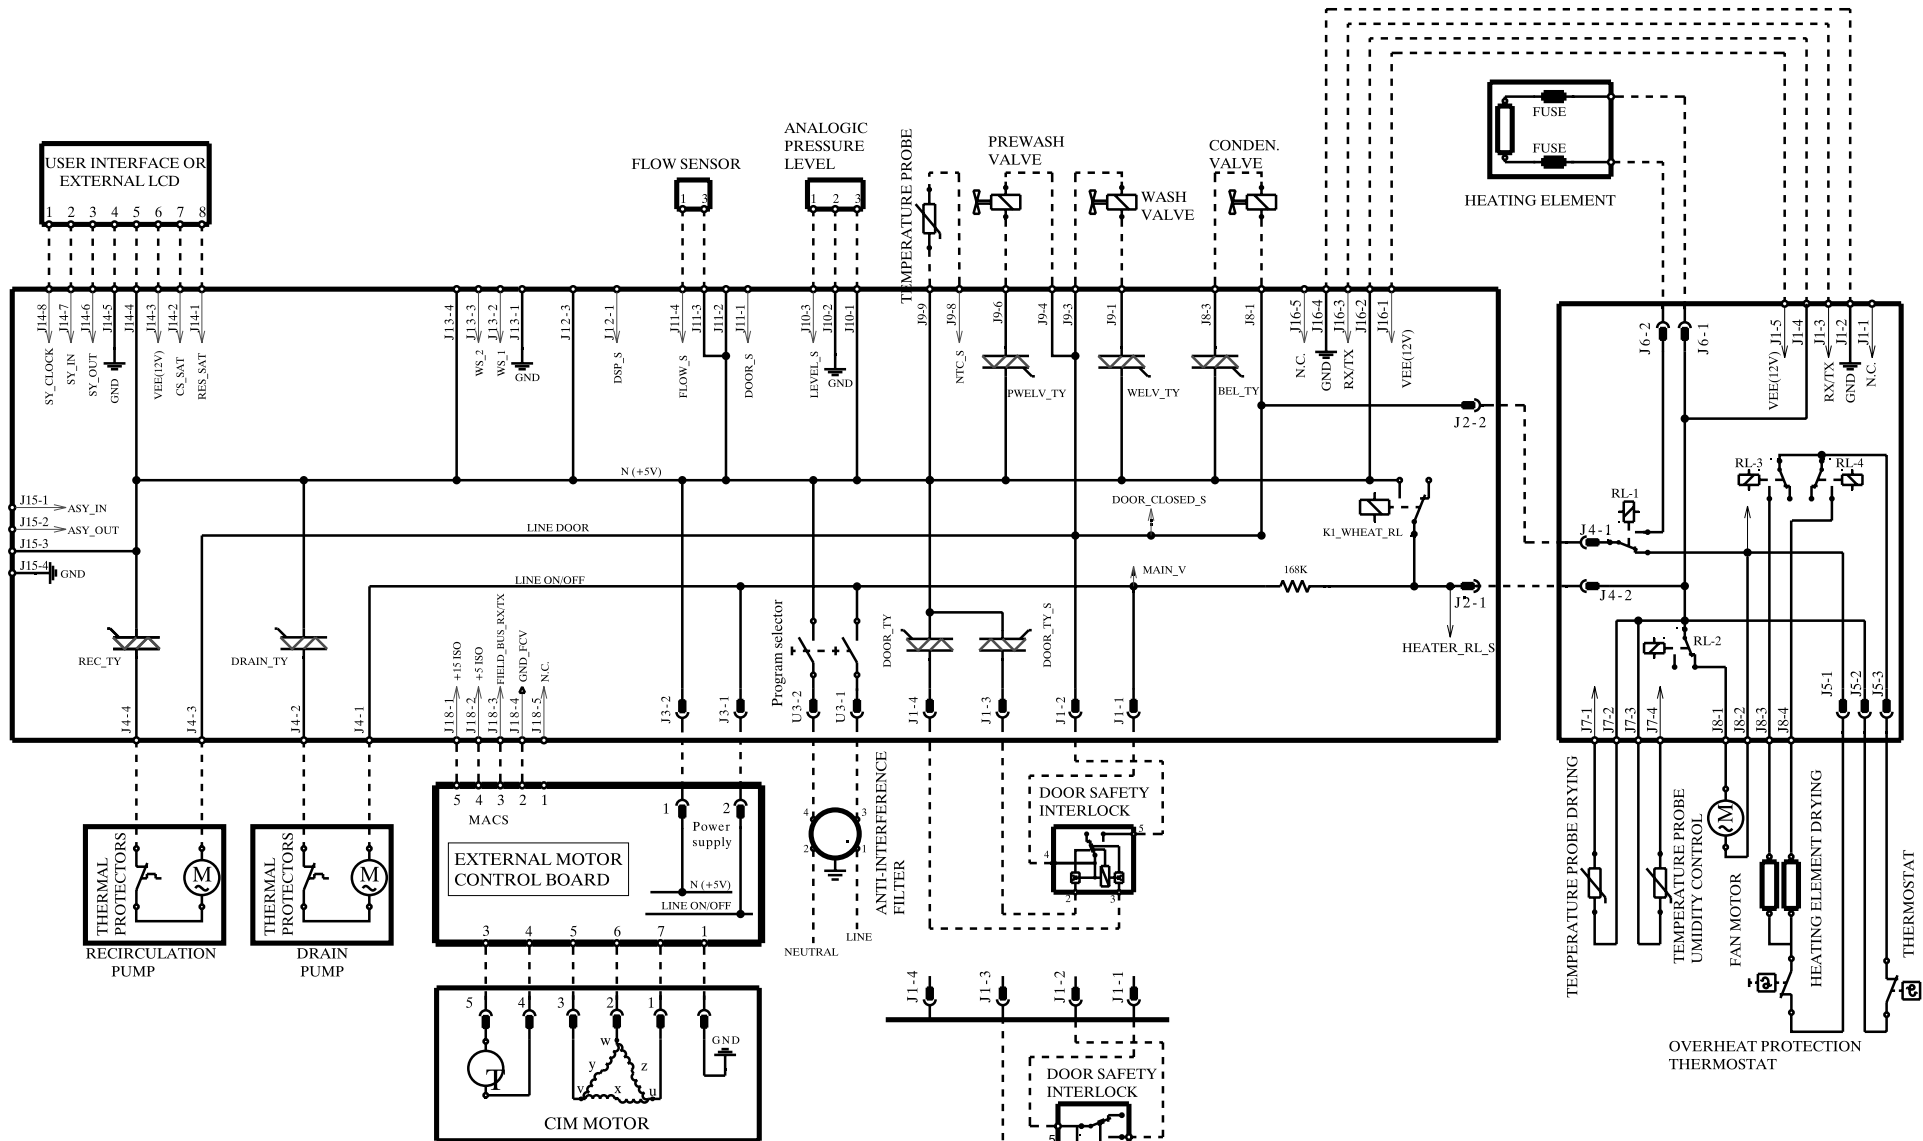 USER INTERFACE OR
EXTERNAL LCD
1 2 3 4 5 6 7 8
FLOW SENSOR
1 3
ANALOGIC
PRESSURE
LEVEL
1 2 3
TEMPERATURE PROBE
PREWASH
VALVE
WASH
VALVE
CONDEN.
VALVE
FUSE
FUSE
HEATING ELEMENT
J14-8
J14-7
J14-6
J14-5
J14-4
J14-3
J14-2
J14-1
SY_CLOCK
SY_IN
SY_OUT
GND
VEE(12V)
CS_SAT
RES_SAT
J13-4
J13-3
J13-2
J13-1
WS_2
WS_1
GND
J12-3
J12-1
DSP_S
J11-4
J11-3
J11-2
J11-1
FLOW_S
DOOR_S
J10-3
J10-2
J10-1
LEVEL_S
GND
J9-9
J9-8
NTC_S
J9-6
J9-4
J9-3
J9-1
PWELV_TY
WELV_TY
J8-3
J8-1
BEL_TY
J16-5
J16-4
J16-3
J16-2
J16-1
N.C.
GND
RX/TX
VEE(12V)
J2-2
J6-2
J6-1
J1-5
J1-4
J1-3
J1-2
J1-1
VEE(12V)
RX/TX
GND
N.C.
N (+5V)
RL-3
RL-4
RL-1
J15-1
ASY_IN
J15-2
ASY_OUT
J15-3
J15-4
GND
LINE DOOR
DOOR_CLOSED_S
K1_WHEAT_RL
J4-1
LINE ON/OFF
MAIN_V
168K
J2-1
J4-2
HEATER_RL_S
RL-2
REC_TY
DRAIN_TY
+15 ISO
+5 ISO
FIELD_BUS_RX/TX
GND_FCV
N.C.
Program selector
DOOR_TY
DOOR_TY_S
J4-4
J4-3
J4-2
J4-1
J18-1
J18-2
J18-3
J18-4
J18-5
J3-2
J3-1
U3-2
U3-1
J1-4
J1-3
J1-2
J1-1
J7-1
J7-2
J7-3
J7-4
J8-1
J8-2
J8-3
J8-4
J5-1
J5-2
J5-3
5 4 3 2 1
MACS
1 2
Power
supply
EXTERNAL MOTOR
CONTROL BOARD
N (+5V)
LINE ON/OFF
3 4 5 6 7 1
4 3
2 1
ANTI-INTERFERENCE
FILTER
NEUTRAL
LINE
DOOR SAFETY
INTERLOCK
5
4
2 3
THERMAL
PROTECTORS
M
RECIRCULATION
PUMP
THERMAL
PROTECTORS
M
DRAIN
PUMP
TEMPERATURE PROBE DRYING
TEMPERATURE PROBE
UMIDITY CONTROL
M
FAN MOTOR
HEATING ELEMENT DRYING
THERMOSTAT
OVERHEAT PROTECTION
THERMOSTAT
J1-4
J1-3
J1-2
J1-1
5 4 3 2 1
T
w
y z
v x u
GND
CIM MOTOR
DOOR SAFETY
INTERLOCK